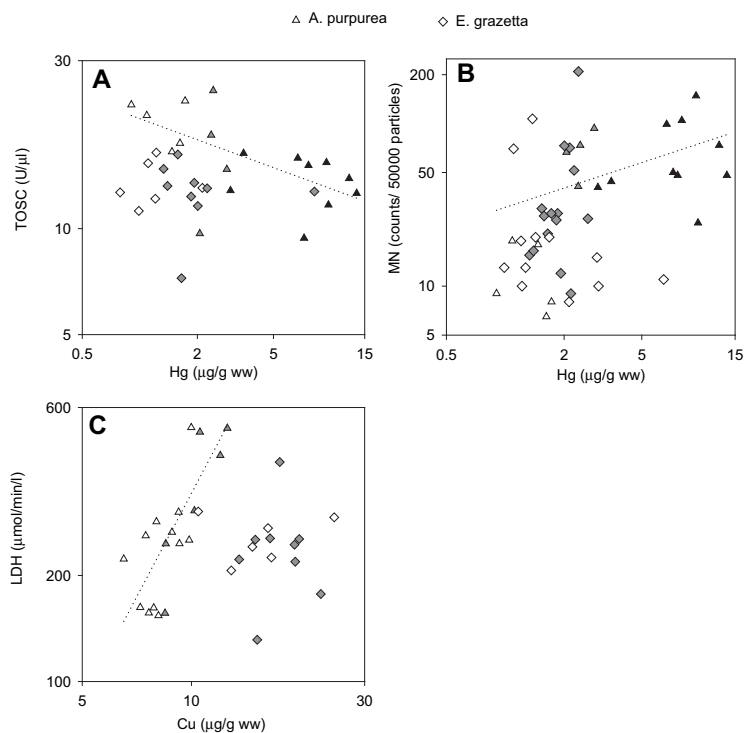 A. purpurea E. grazetta
A
30
10
5
TOSC (U/μl)
0.5 2 5 15
Hg (μg/g ww)
B
200
50
10
5
MN (counts/ 50000 particles)
0.5 2 5 15
Hg (μg/g ww)
C
600
200
100
LDH (μmol/min/l)
5 10 30
Cu (μg/g ww)